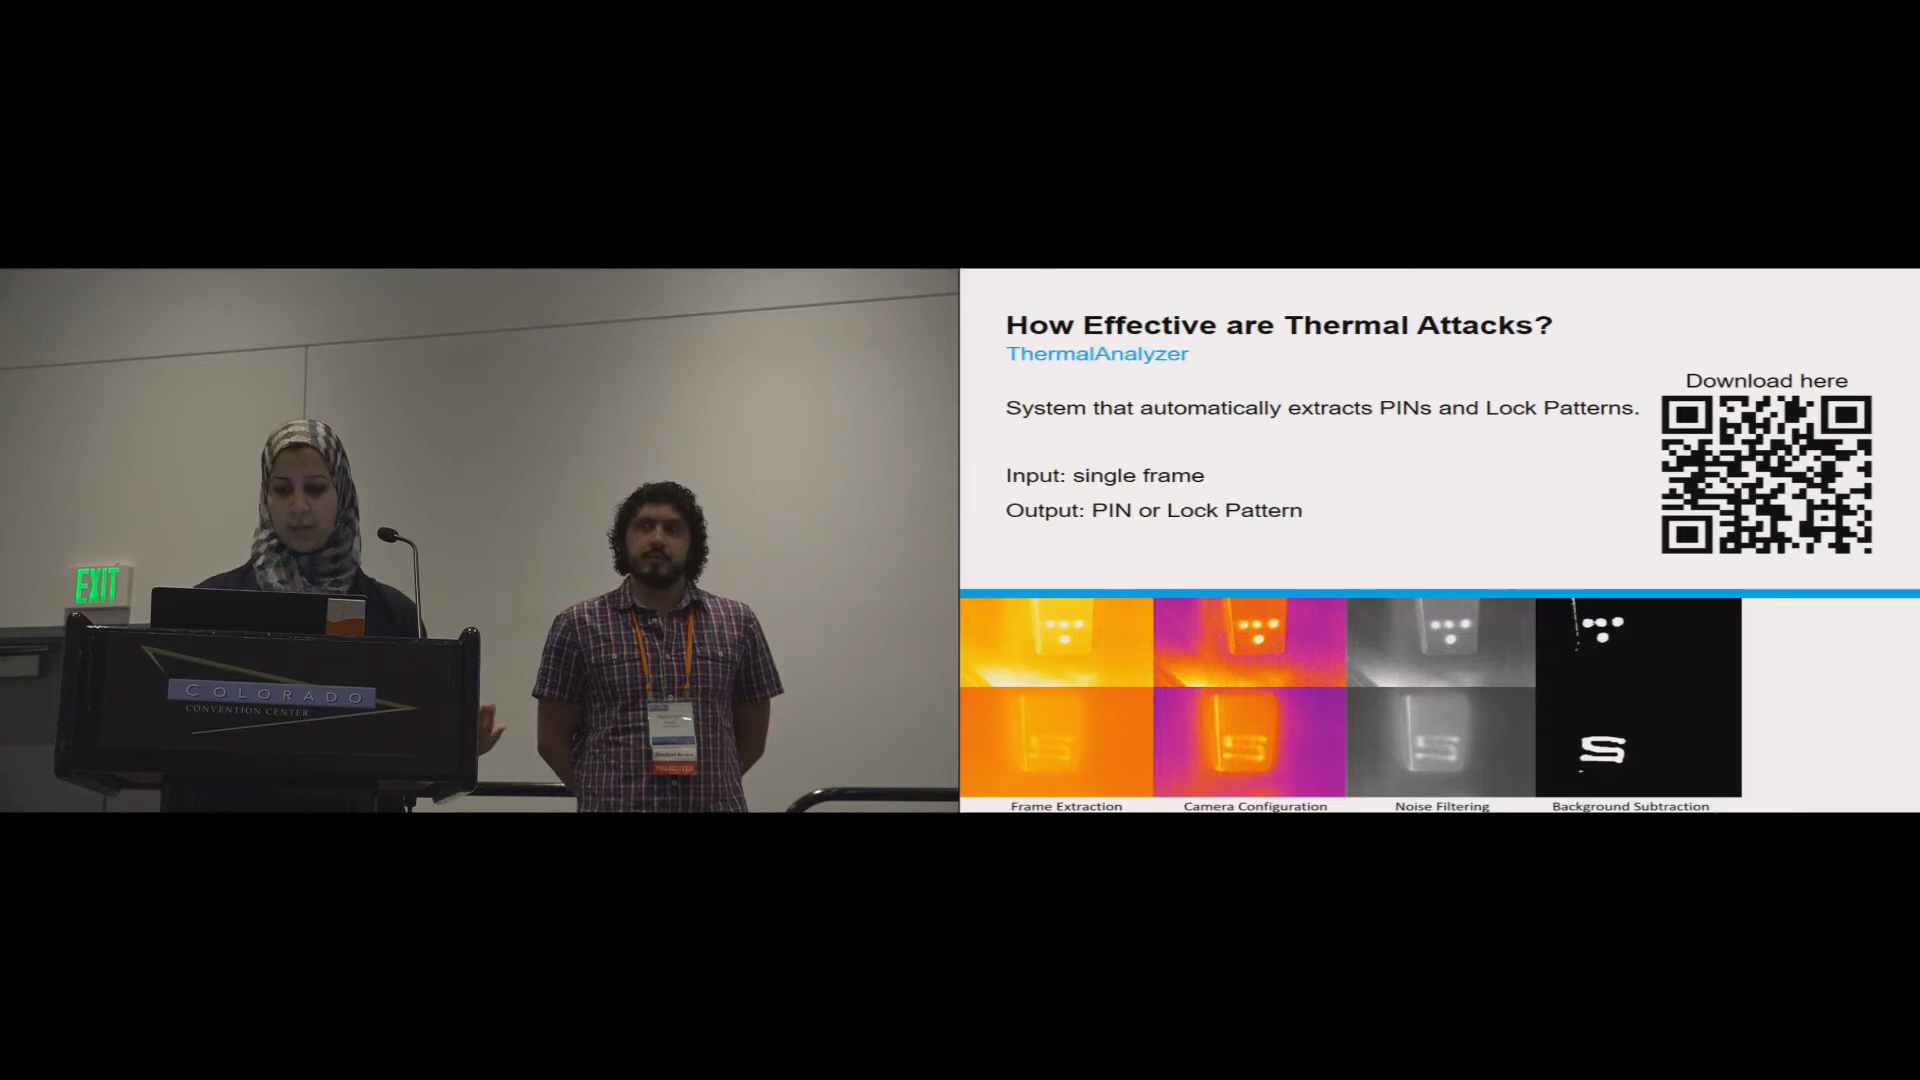 EXIT
COLORADO
CONVENTION CENTER
PRESENTER
How Effective are Thermal Attacks?
ThermalAnalyzer
Download here
System that automatically extracts PINs and Lock Patterns.
Input: single frame
Output: PIN or Lock Pattern
Frame Extraction
Camera Configuration
Noise Filtering
Background Subtraction